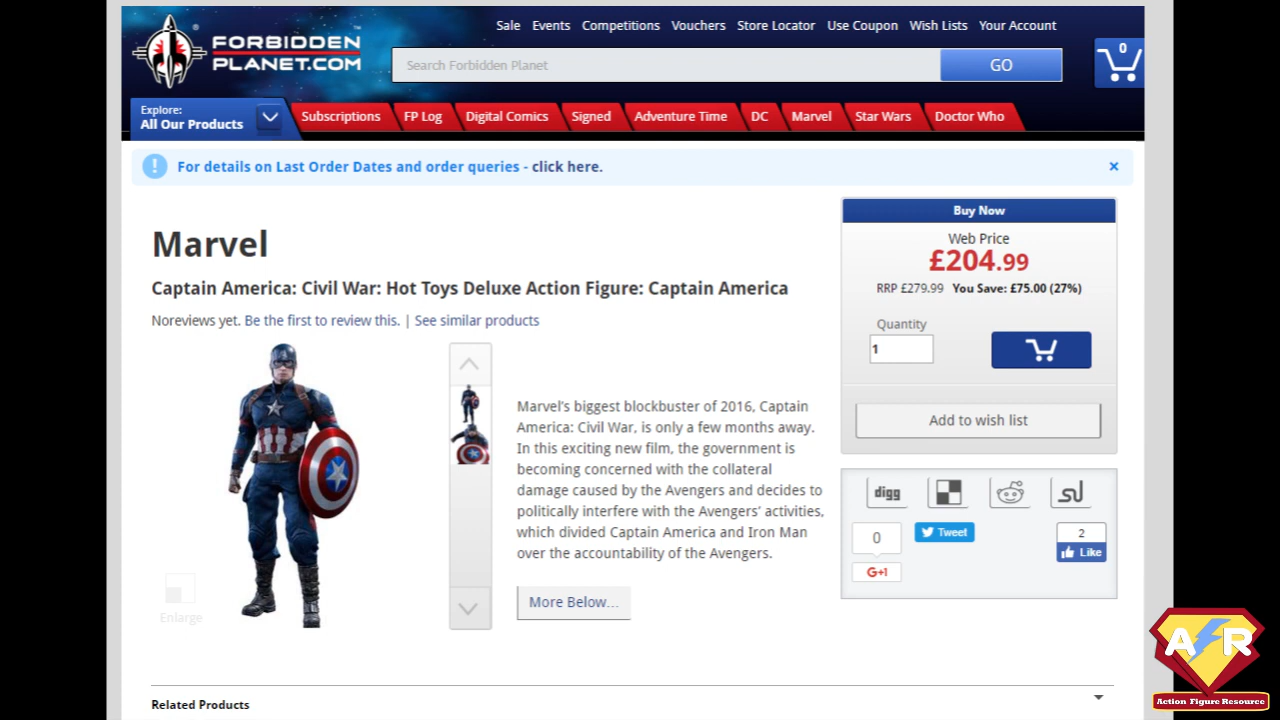 Sale Events Competitions Vouchers Store Locator Use Coupon Wish Lists Your Account
FORBIDDEN
PLANET.COM
™
®
Search Forbidden Planet
GO
0
Explore:
All Our Products
Subscriptions FP Log Digital Comics Signed Adventure Time DC Marvel Star Wars Doctor Who
! For details on Last Order Dates and order queries - click here. ×
Marvel
Captain America: Civil War: Hot Toys Deluxe Action Figure: Captain America
Noreviews yet. Be the first to review this. | See similar products
Marvel's biggest blockbuster of 2016, Captain
America: Civil War, is only a few months away.
In this exciting new film, the government is
becoming concerned with the collateral
damage caused by the Avengers and decides to
politically interfere with the Avengers’ activities,
which divided Captain America and Iron Man
over the accountability of the Avengers.
More Below...
Enlarge
Buy Now
Web Price
£204.99
RRP £279.99 You Save: £75.00 (27%)
Quantity
1
Add to wish list
digg
0
G+1
Tweet
2
Like
Related Products
AFR
Action Figure Resource